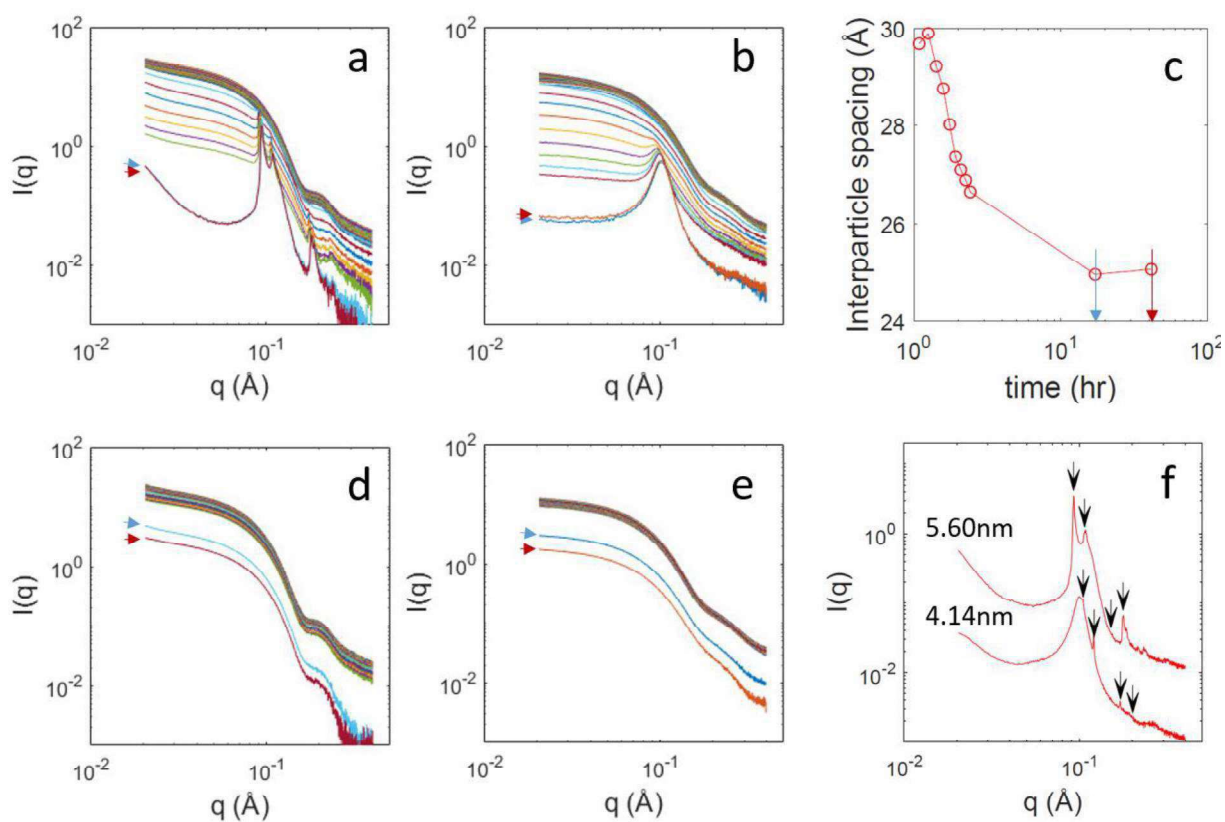 a
I(q)
10²
10⁰
10⁻²
10⁻²
10⁻¹
q (Å)
b
I(q)
10²
10⁰
10⁻²
10⁻²
10⁻¹
q (Å)
c
Interparticle spacing (Å)
30
28
26
24
10⁰
10¹
10²
time (hr)
d
I(q)
10²
10⁰
10⁻²
10⁻²
10⁻¹
q (Å)
e
I(q)
10²
10⁰
10⁻²
10⁻²
10⁻¹
q (Å)
f
I(q)
10⁰
10⁻²
5.60nm
4.14nm
10⁻²
10⁻¹
q (Å)